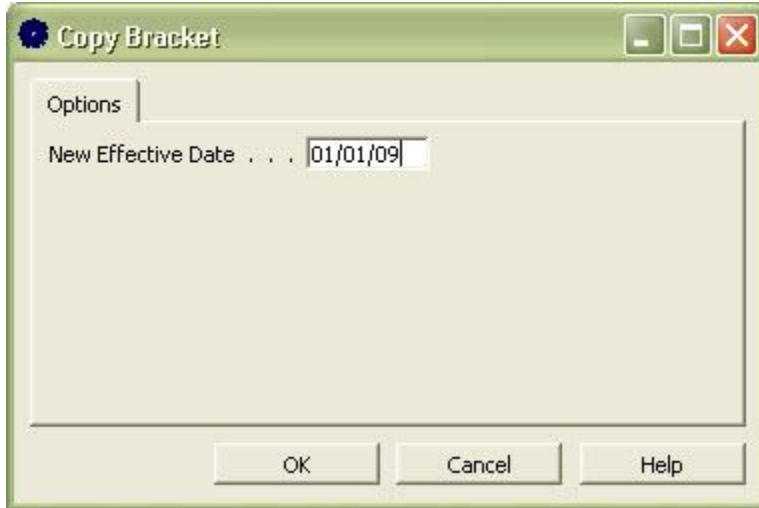 Copy Bracket
Options
New Effective Date . . . 01/01/09
OK Cancel Help